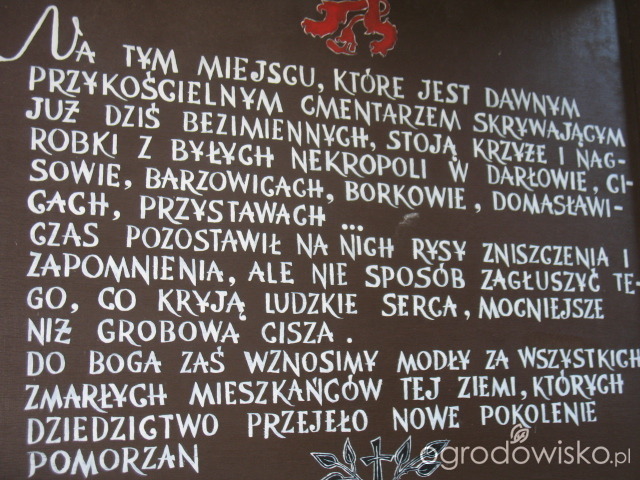 NA TYM MIEJSCU, KTÓRE JEST DAWNYM
PRZYKOŚCIELNYM CMENTARZEM SKRYWAJĄCYM
JUŻ DZIŚ BEZIMIENNYCH, STOJĄ KRZYŻE I NAG-
ROBKI Z BYŁYCH NEKROPOLI W DARŁOWIE, CI-
SOWIE, BARZOWICACH, BORKOWIE, DOMASŁAWI-
CACH, PRZYSTAWACH ...
CZAS POZOSTAWIŁ NA NICH RYSY ZNISZCZENIA I
ZAPOMNIENIA, ALE NIE SPOSÓB ZAGŁUSZYĆ TE-
GO, CO KRYJĄ LUDZKIE SERCA, MOCNIEJSZE
NIŻ GROBOWA CISZA.
DO BOGA ZAŚ WZNOSIMY MODŁY ZA WSZYSTKICH
ZMARŁYCH MIESZKAŃCÓW TEJ ZIEMI, KTÓRYCH
DZIEDZICTWO PRZEJEŁO NOWE POKOLENIE
POMORZAN
ogrodowisko.pl